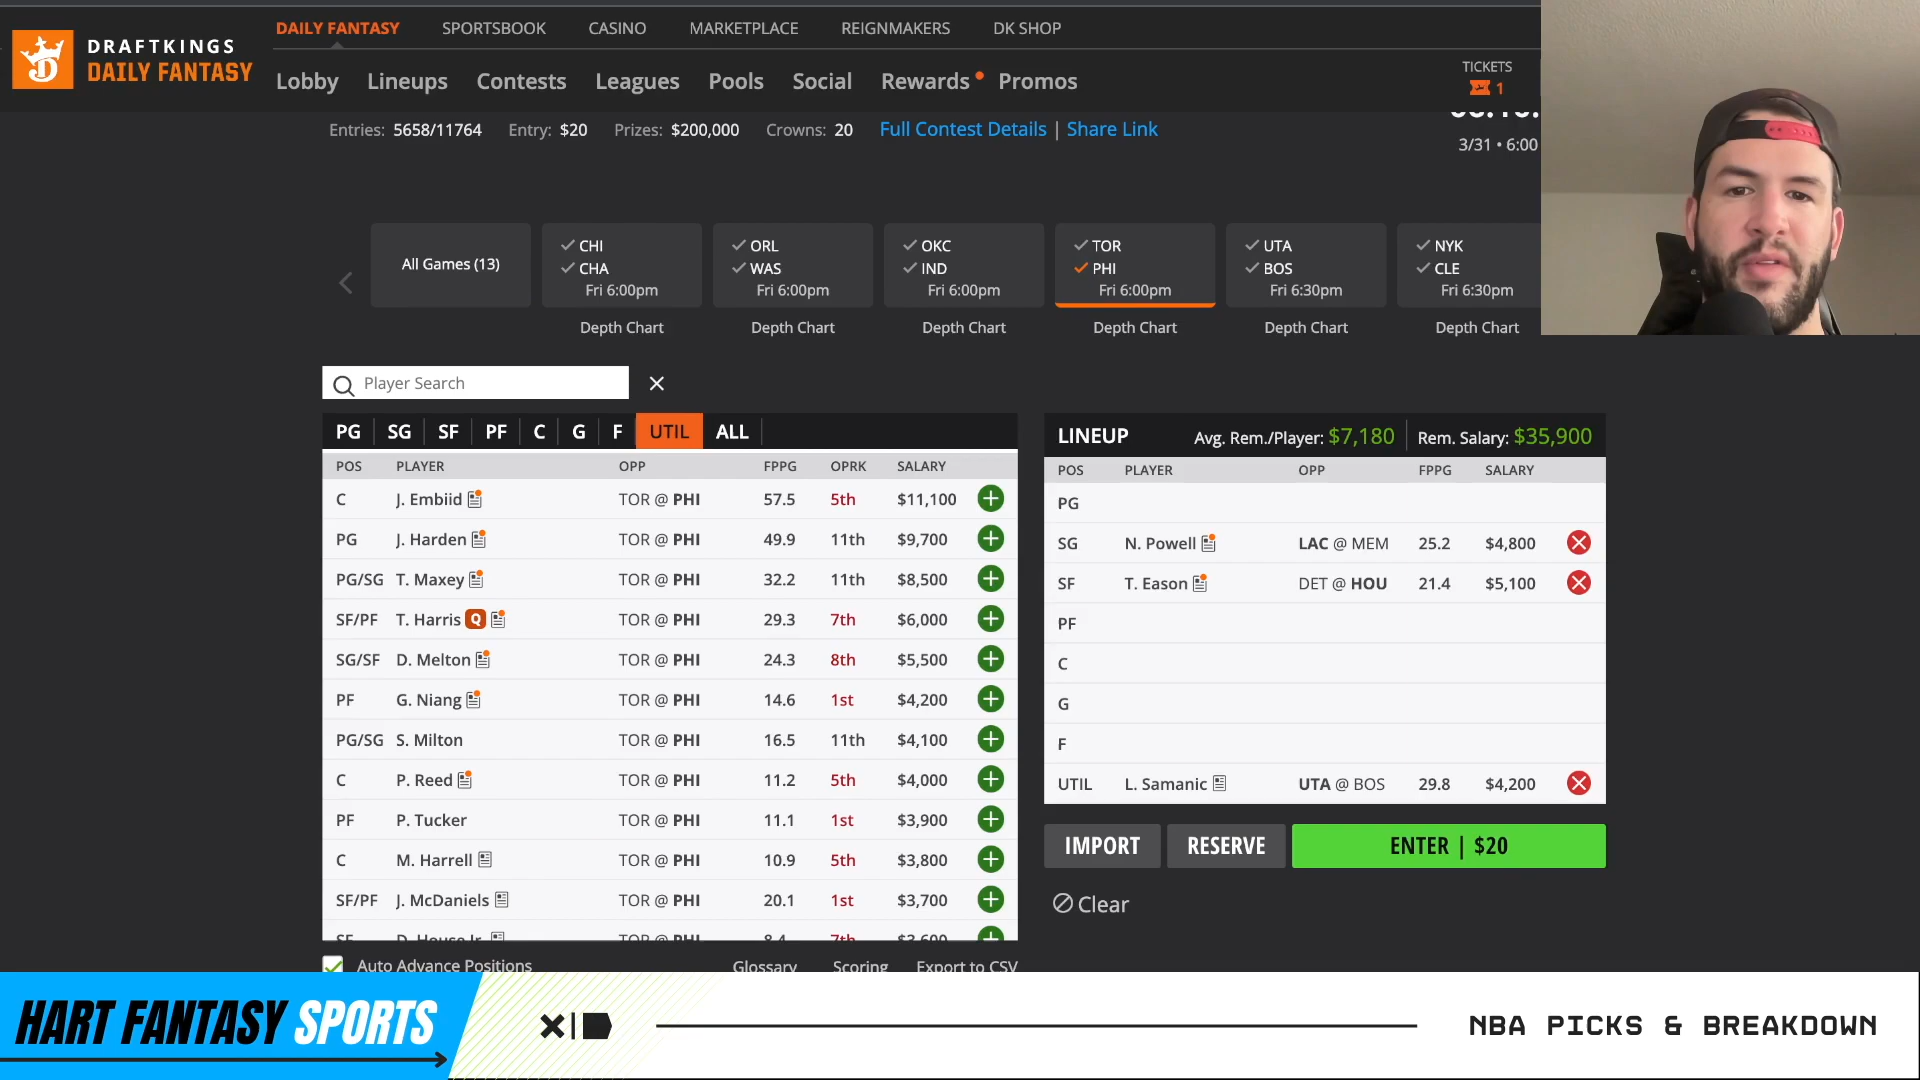 DAILY FANTASY SPORTSBOOK CASINO MARKETPLACE REIGNMAKERS DK SHOP
DRAFTKINGS
DAILY FANTASY
Lobby Lineups Contests Leagues Pools Social Rewards Promos
TICKETS
1
Entries: 5658/11764 Entry: $20 Prizes: $200,000 Crowns: 20 Full Contest Details | Share Link
3/31 • 6:00
All Games (13)
CHI
CHA
Fri 6:00pm
Depth Chart
ORL
WAS
Fri 6:00pm
Depth Chart
OKC
IND
Fri 6:00pm
Depth Chart
TOR
PHI
Fri 6:00pm
Depth Chart
UTA
BOS
Fri 6:30pm
Depth Chart
NYK
CLE
Fri 6:30pm
Depth Chart
Player Search
PG SG SF PF C G F UTIL ALL
POS PLAYER OPP FPPG OPRK SALARY
C J. Embiid TOR @ PHI 57.5 5th $11,100
PG J. Harden TOR @ PHI 49.9 11th $9,700
PG/SG T. Maxey TOR @ PHI 32.2 11th $8,500
SF/PF T. Harris Q TOR @ PHI 29.3 7th $6,000
SG/SF D. Melton TOR @ PHI 24.3 8th $5,500
PF G. Niang TOR @ PHI 14.6 1st $4,200
PG/SG S. Milton TOR @ PHI 16.5 11th $4,100
C P. Reed TOR @ PHI 11.2 5th $4,000
PF P. Tucker TOR @ PHI 11.1 1st $3,900
C M. Harrell TOR @ PHI 10.9 5th $3,800
SF/PF J. McDaniels TOR @ PHI 20.1 1st $3,700
SF D. House Jr. TOR @ PHI 8.4 7th $3,600
Auto Advance Positions Glossary Scoring Export to CSV
LINEUP Avg. Rem./Player: $7,180 Rem. Salary: $35,900
POS PLAYER OPP FPPG SALARY
PG
SG N. Powell LAC @ MEM 25.2 $4,800
SF T. Eason DET @ HOU 21.4 $5,100
PF
C
G
F
UTIL L. Samanic UTA @ BOS 29.8 $4,200
IMPORT RESERVE ENTER | $20
Clear
HART FANTASY SPORTS
NBA PICKS & BREAKDOWN